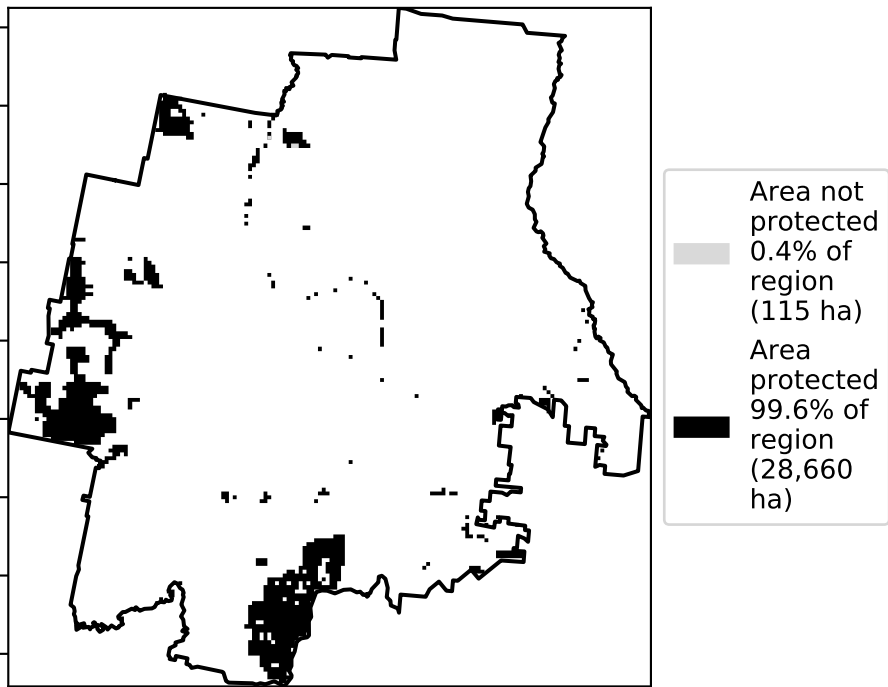 Area not
protected
0.4% of
region
(115 ha)
Area
protected
99.6% of
region
(28,660
ha)